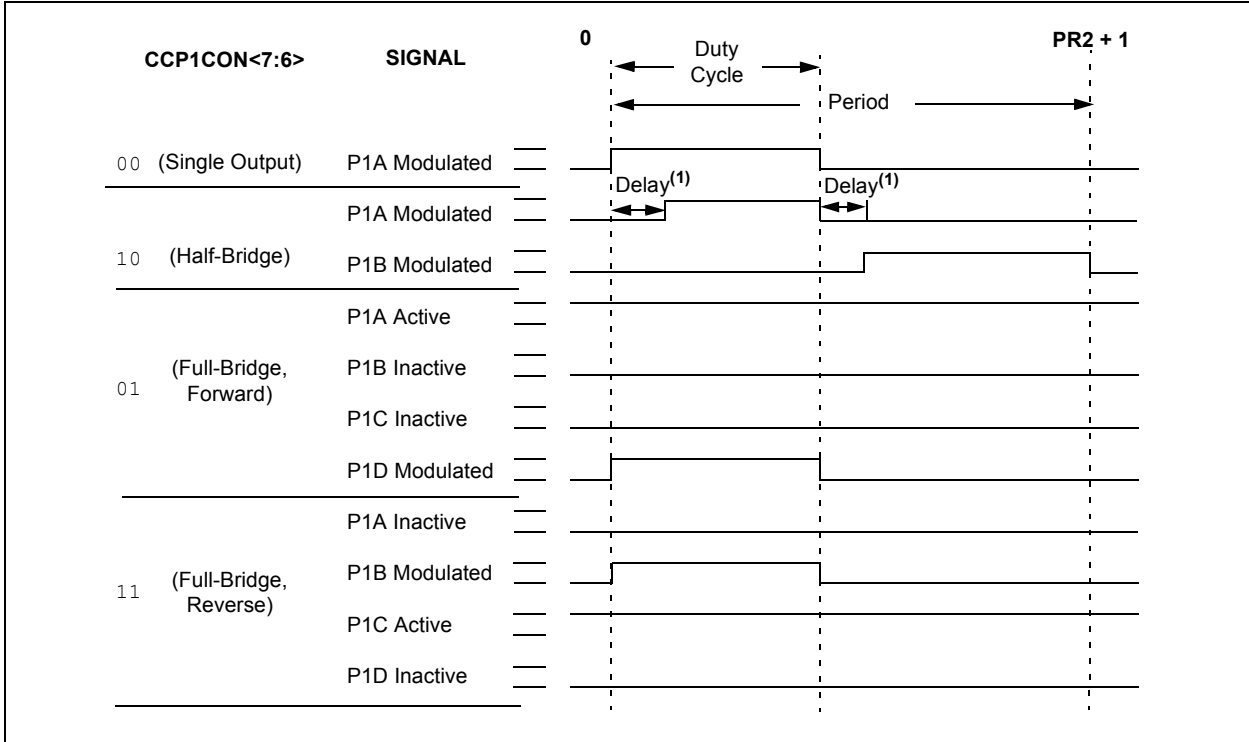 CCP1CON<7:6> SIGNAL 0 PR2 + 1
Duty
Cycle
Period
00 (Single Output) P1A Modulated
Delay(1) Delay(1)
P1A Modulated
10 (Half-Bridge)
P1B Modulated
P1A Active
P1B Inactive
01 (Full-Bridge,
Forward)
P1C Inactive
P1D Modulated
P1A Inactive
P1B Modulated
11 (Full-Bridge,
Reverse)
P1C Active
P1D Inactive